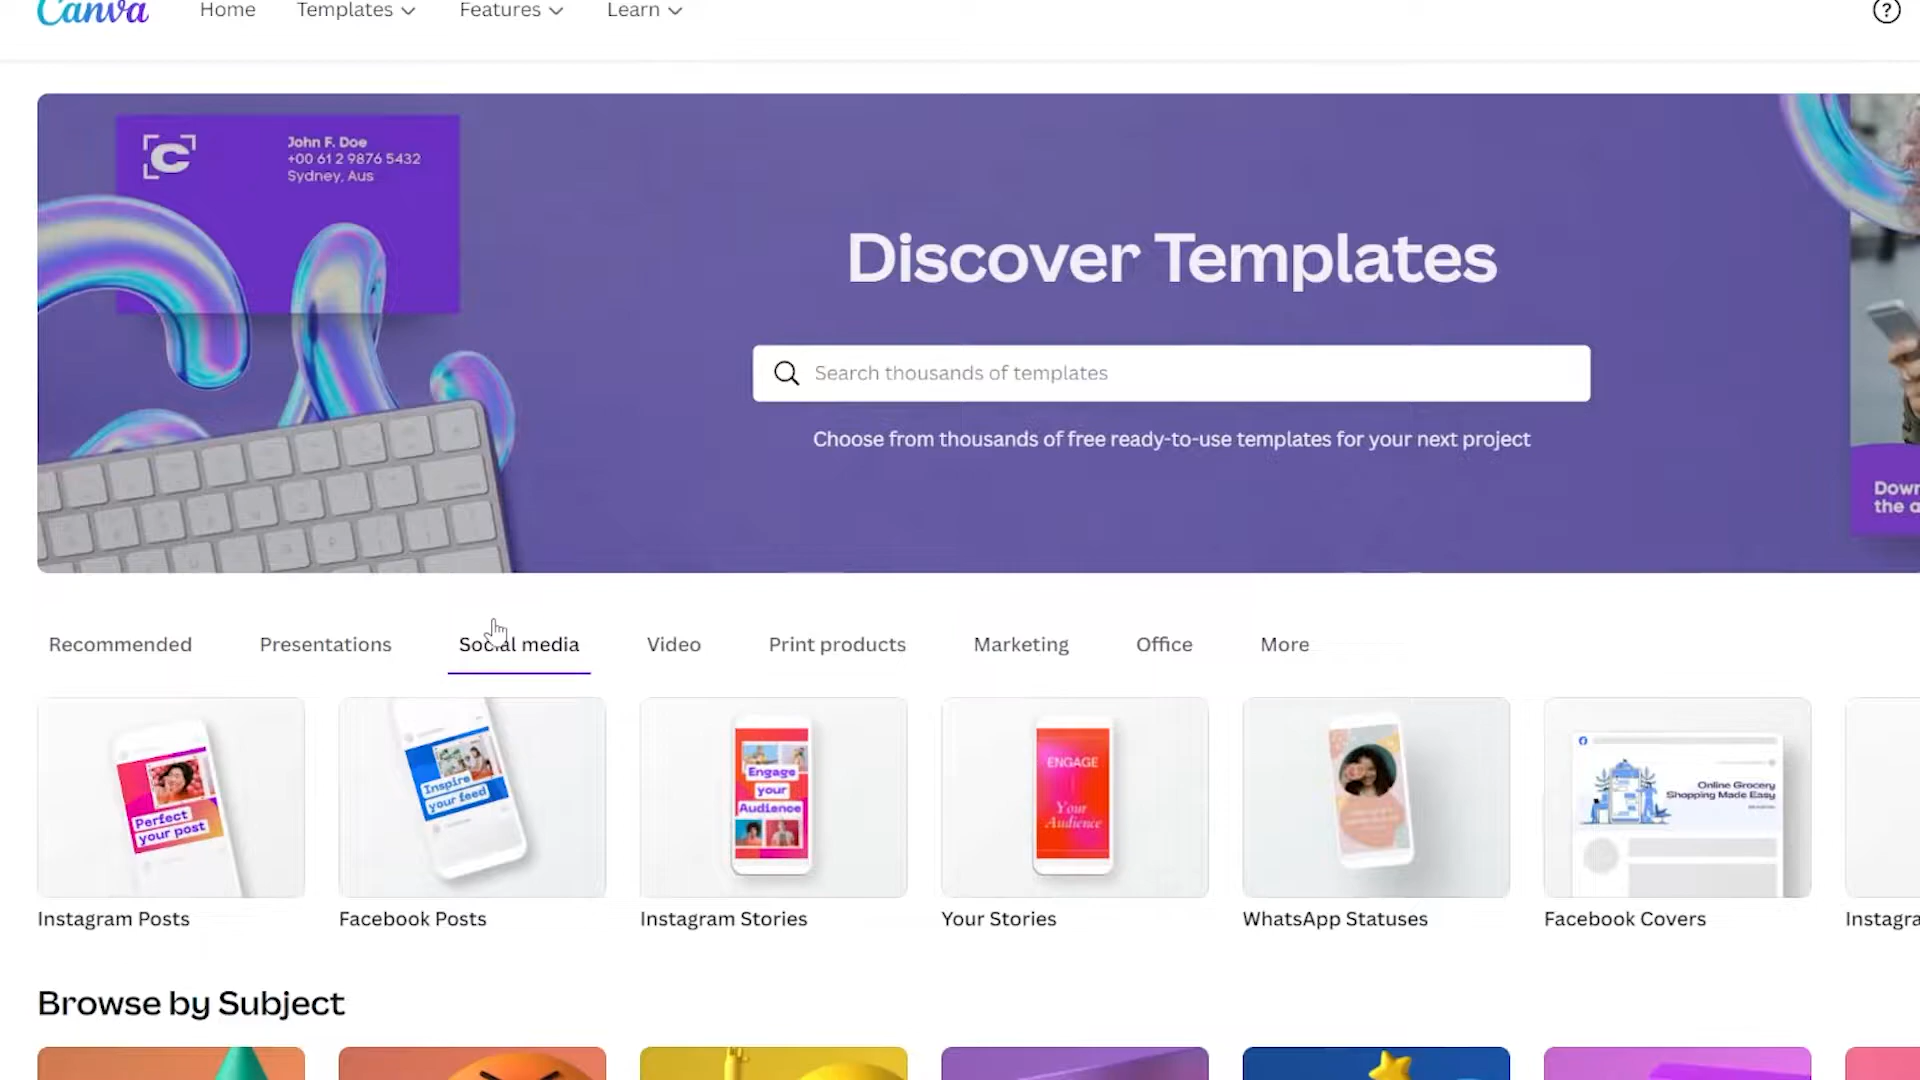 Canva
Home
Templates
Features
Learn
?
John F. Doe
+00 61 2 9876 5432
Sydney, Aus
Discover Templates
Search thousands of templates
Choose from thousands of free ready-to-use templates for your next project
the a
Recommended
Presentations
Social media
Video
Print products
Marketing
Office
More
Perfect
your post
Inspire
your feed
Engage
your
Audience
ENGAGE
Your
Audience
Online Grocery
Shopping Made Easy
Instagram Posts
Facebook Posts
Instagram Stories
Your Stories
WhatsApp Statuses
Facebook Covers
Instagra
Browse by Subject